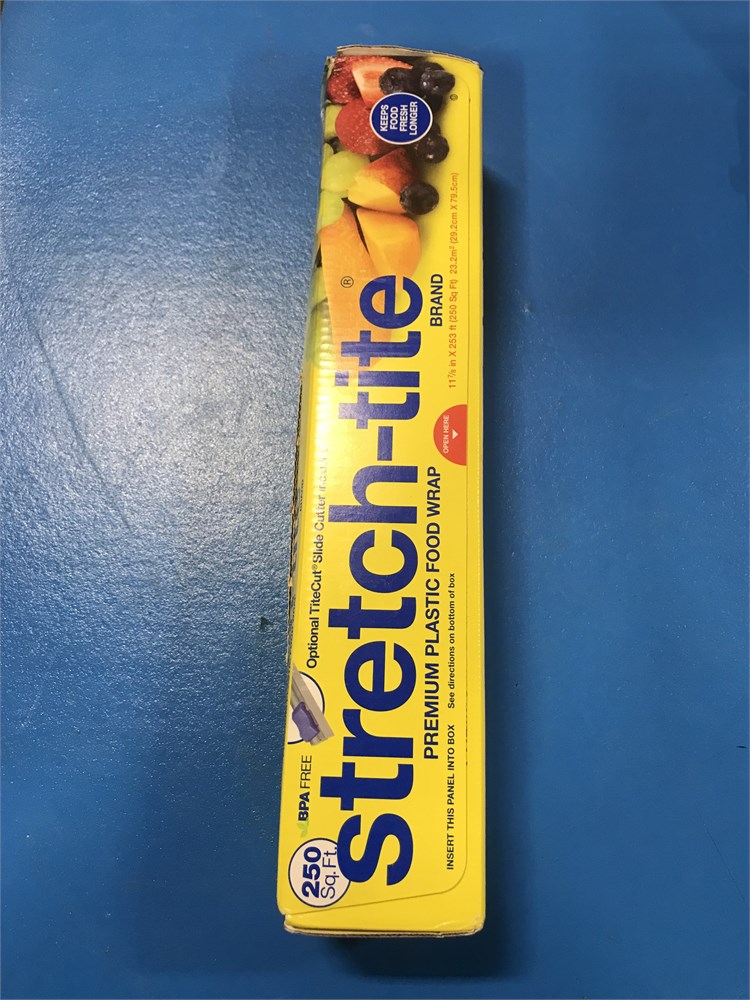 250
Sq. Ft.
BPA FREE
Optional TiteCut® Slide Cutter
stretch-tite®
PREMIUM PLASTIC FOOD WRAP
BRAND
INSERT THIS PANEL INTO BOX
See directions on bottom of box
OPEN HERE
11⅞ in X 253 ft (250 Sq Ft) 23.2m² (29.2cm X 79.5cm)
KEEPS
FOOD
FRESH
LONGER